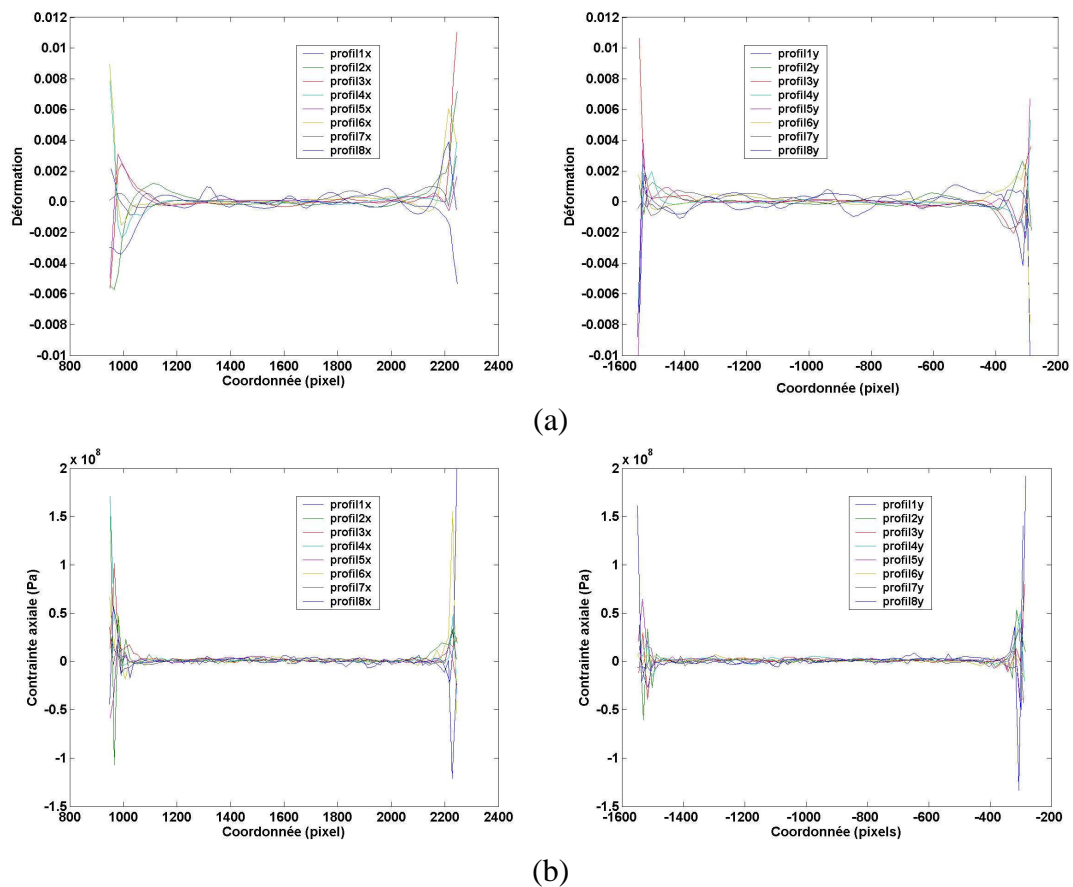 0.012
0.01
0.008
0.006
0.004
0.002
0.0
-0.002
-0.004
-0.006
-0.008
-0.01
Déformation
profil1x
profil2x
profil3x
profil4x
profil5x
profil6x
profil7x
profil8x
800 1000 1200 1400 1600 1800 2000 2200 2400
Coordonnée (pixel)
0.012
0.01
0.008
0.006
0.004
0.002
0.0
-0.002
-0.004
-0.006
-0.008
-0.01
Déformation
profil1y
profil2y
profil3y
profil4y
profil5y
profil6y
profil7y
profil8y
-1600 -1400 -1200 -1000 -800 -600 -400 -200
Coordonnée (pixel)
(a)
2 x 10⁸
1.5
1
0.5
0
-0.5
-1
-1.5
Contrainte axiale (Pa)
profil1x
profil2x
profil3x
profil4x
profil5x
profil6x
profil7x
profil8x
800 1000 1200 1400 1600 1800 2000 2200 2400
Coordonnée (pixel)
2 x 10⁸
1.5
1
0.5
0
-0.5
-1
-1.5
Contrainte axiale (Pa)
profil1y
profil2y
profil3y
profil4y
profil5y
profil6y
profil7y
profil8y
-1600 -1400 -1200 -1000 -800 -600 -400 -200
Coordonnée (pixels)
(b)